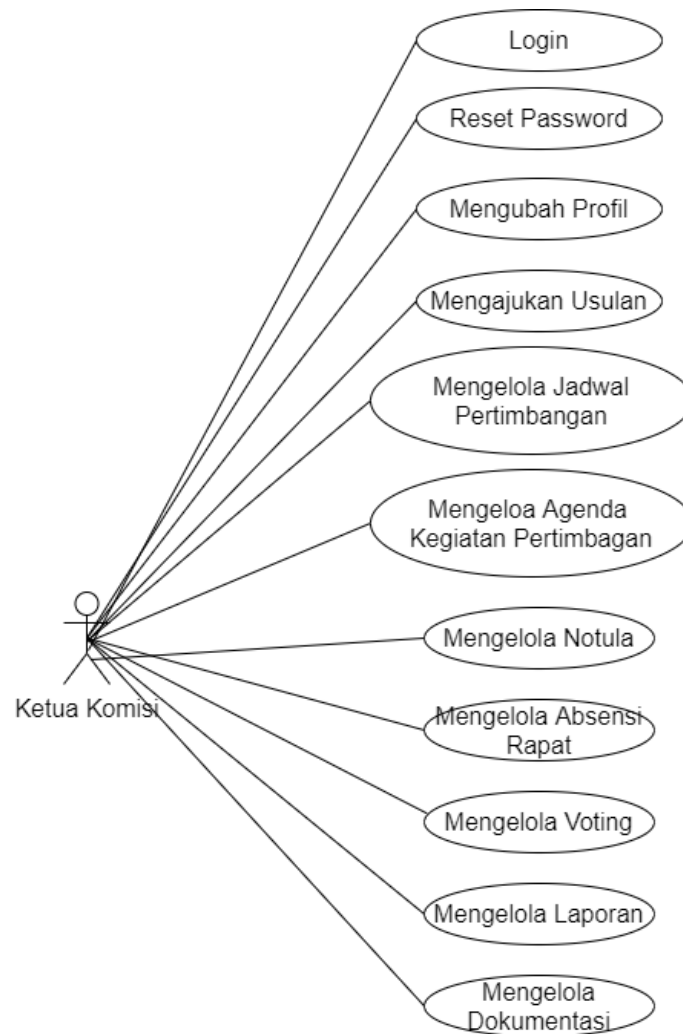 Login
Reset Password
Mengubah Profil
Mengajukan Usulan
Mengelola Jadwal
Pertimbangan
Mengeloa Agenda
Kegiatan Pertimbagan
Mengelola Notula
Ketua Komisi
Mengelola Absensi
Rapat
Mengelola Voting
Mengelola Laporan
Mengelola
Dokumentasi